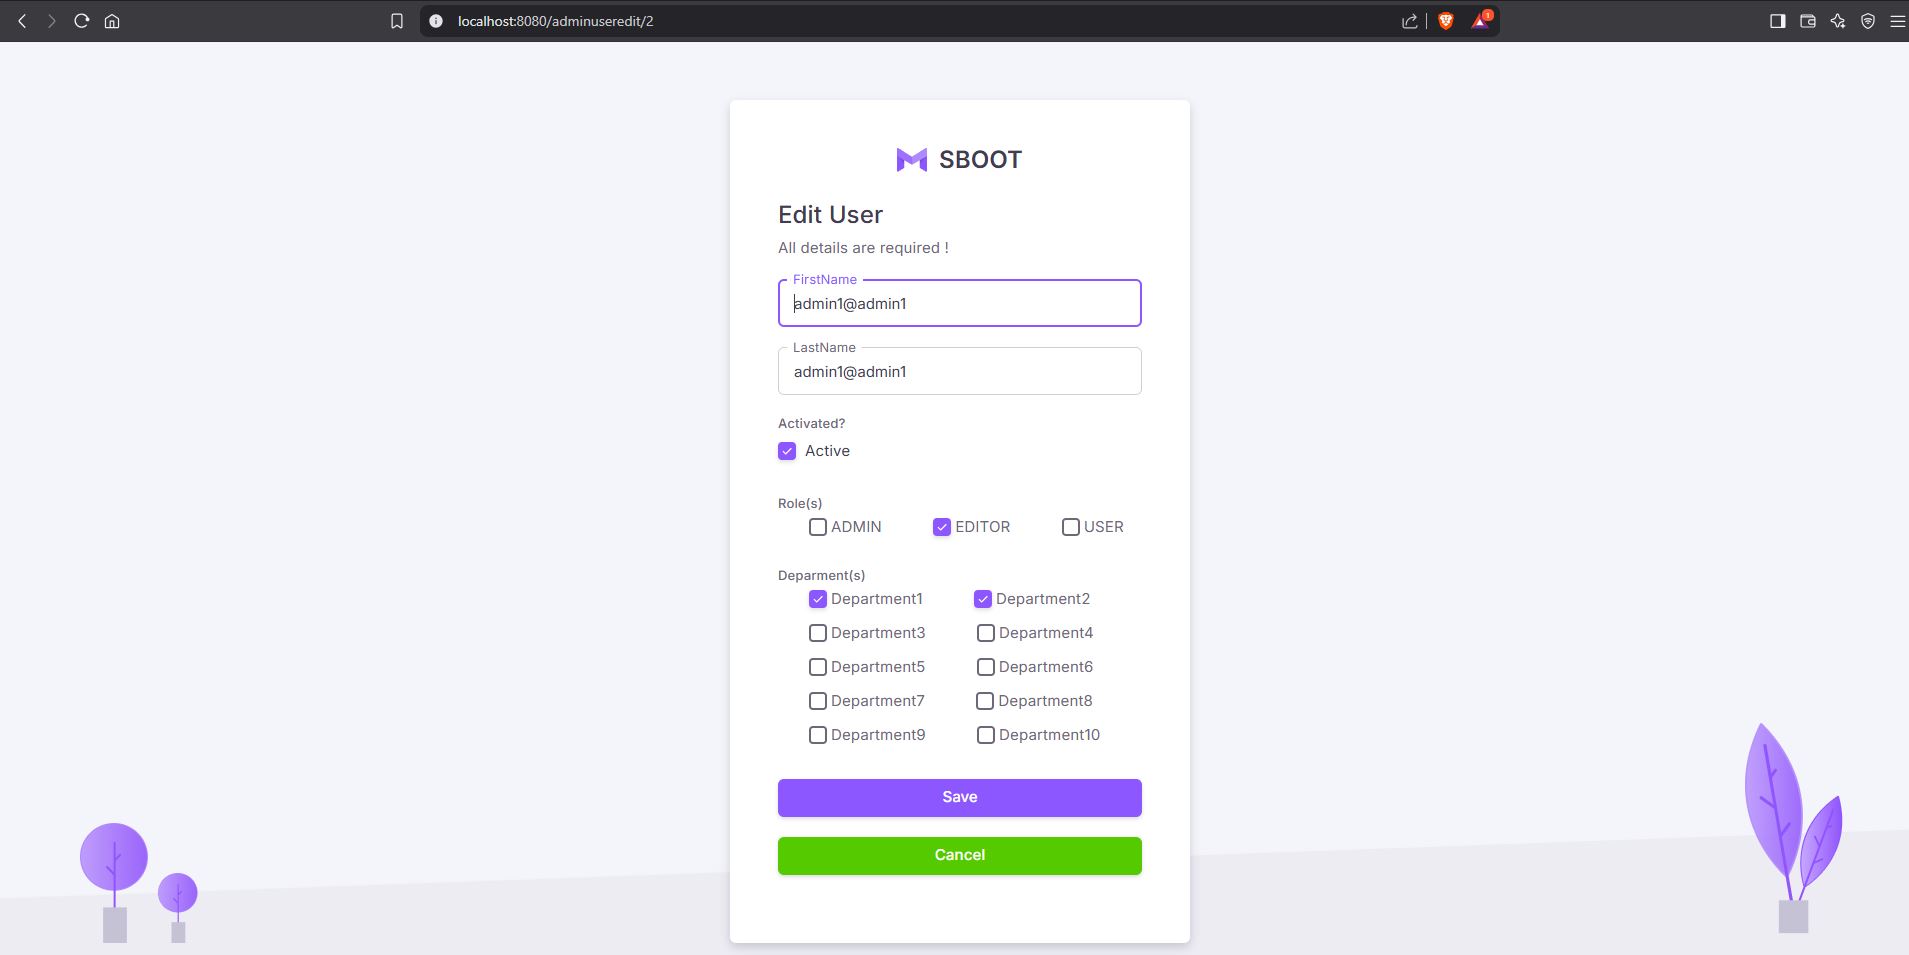 localhost:8080/adminuseredit/2
1
SBOOT
Edit User
All details are required !
FirstName
admin1@admin1
LastName
admin1@admin1
Activated?
Active
Role(s)
ADMIN EDITOR USER
Deparment(s)
Department1 Department2
Department3 Department4
Department5 Department6
Department7 Department8
Department9 Department10
Save
Cancel